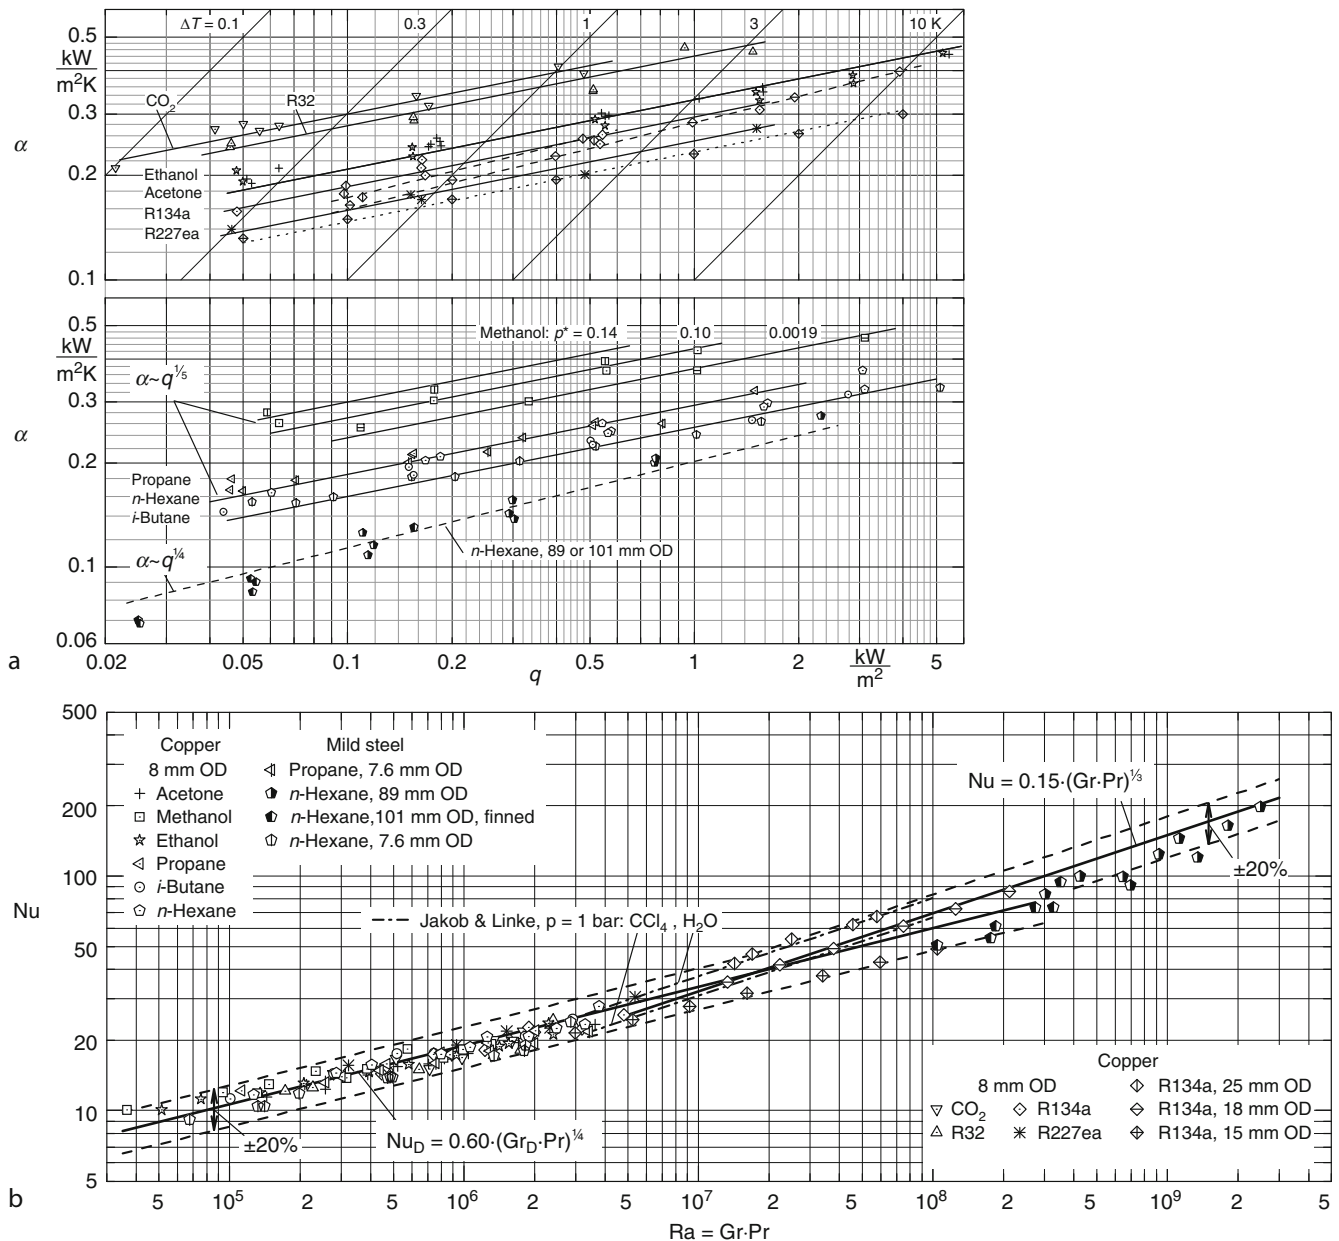 ΔT = 0.1 0.3 1 3 10 K
0.5
kW
m²K
CO₂ R32
0.3
α
0.2
Ethanol
Acetone
R134a
R227ea
0.1
0.5
kW
m²K
Methanol: p* = 0.14 0.10 0.0019
α~q^⅕
0.3
α
0.2
Propane
n-Hexane
i-Butane
α~q^¼
n-Hexane, 89 or 101 mm OD
0.1
0.06
0.02 0.05 0.1 0.2 0.5 1 2 kW 5
a q m²
500
Copper Mild steel
8 mm OD Propane, 7.6 mm OD
Acetone n-Hexane, 89 mm OD
Methanol n-Hexane,101 mm OD, finned
Ethanol n-Hexane, 7.6 mm OD
Propane
i-Butane
n-Hexane
Nu = 0.15·(Gr·Pr)^⅓
200
±20%
100
Nu
Jakob & Linke, p = 1 bar: CCl₄ , H₂O
50
20
10
±20%
Nu_D = 0.60·(Gr_D·Pr)^¼
Copper
8 mm OD R134a, 25 mm OD
CO₂ R134a R134a, 18 mm OD
R32 R227ea R134a, 15 mm OD
5
b 5 10⁵ 2 5 10⁶ 2 5 10⁷ 2 5 10⁸ 2 5 10⁹ 2 5
Ra = Gr·Pr